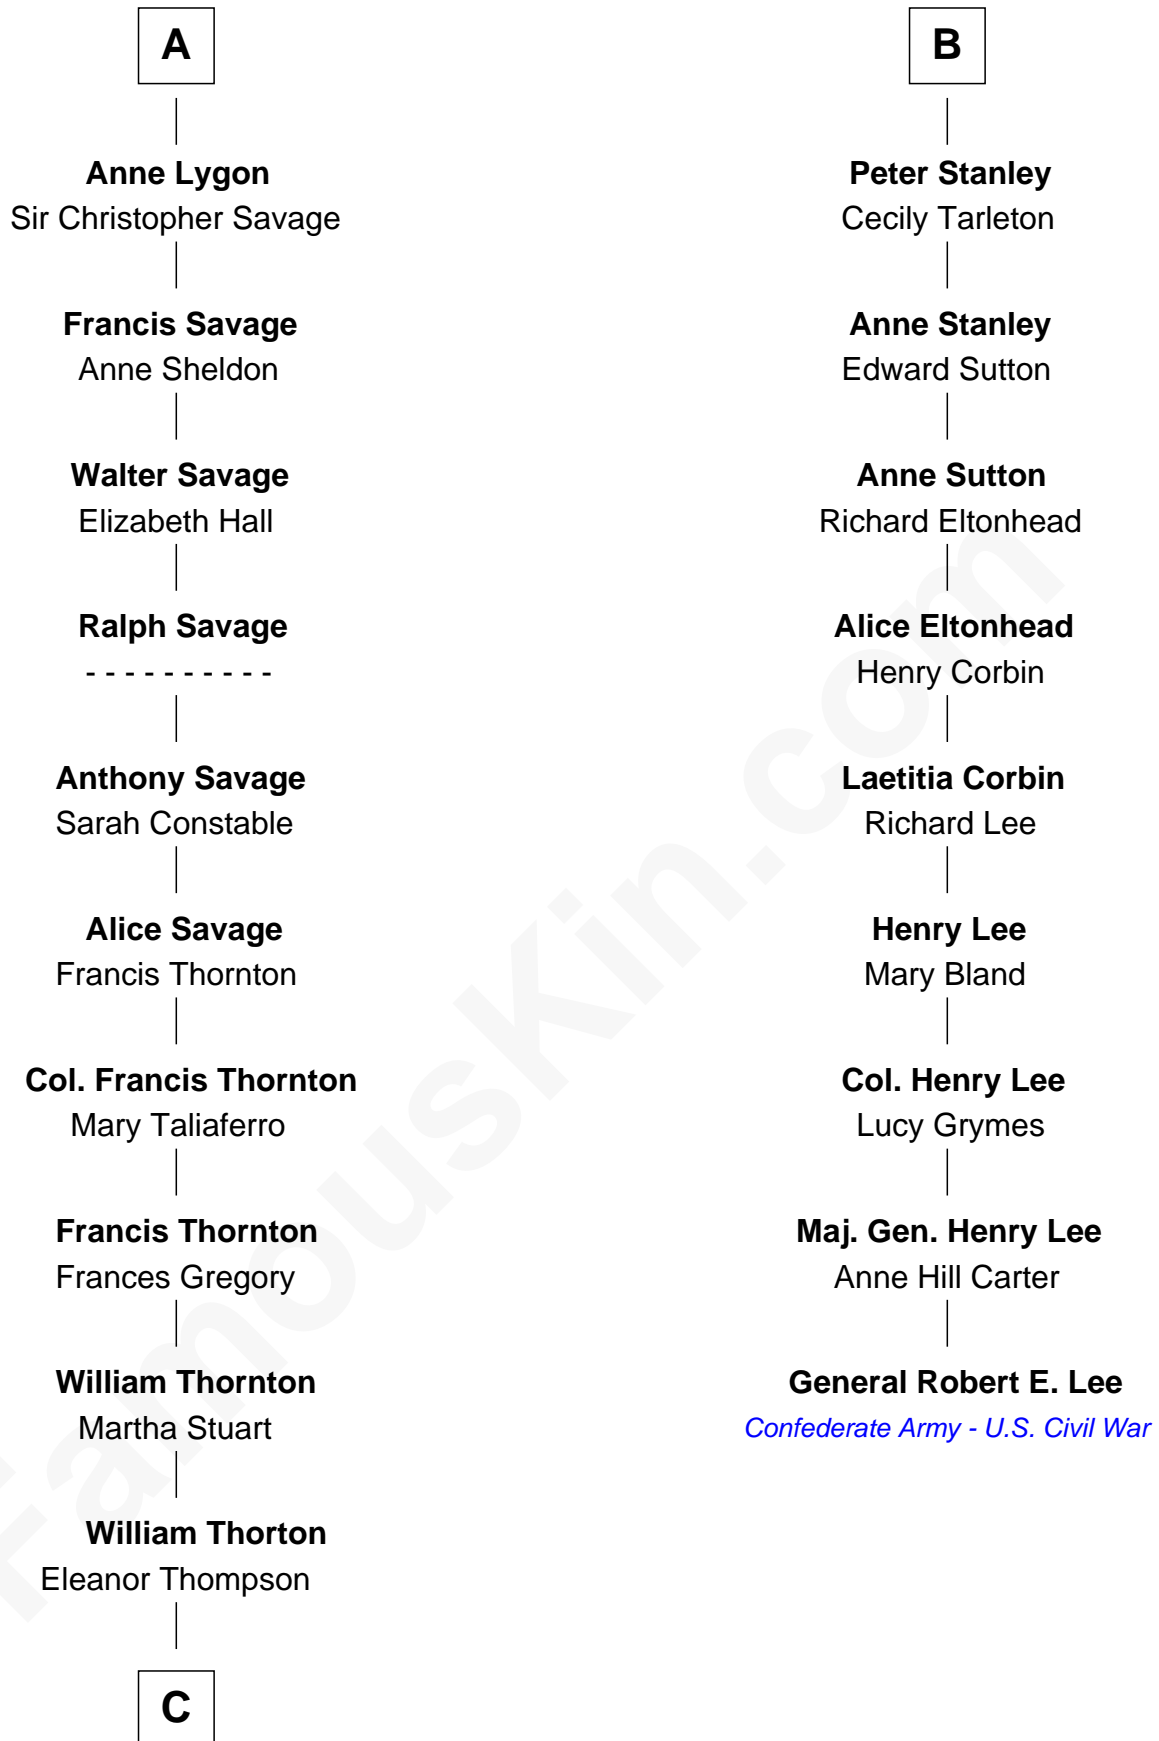 A
Anne Lygon
Sir Christopher Savage
Francis Savage
Anne Sheldon
Walter Savage
Elizabeth Hall
Ralph Savage
- - - - - - - - - -
Anthony Savage
Sarah Constable
Alice Savage
Francis Thornton
Col. Francis Thornton
Mary Taliaferro
Francis Thornton
Frances Gregory
William Thornton
Martha Stuart
William Thorton
Eleanor Thompson
C
B
Peter Stanley
Cecily Tarleton
Anne Stanley
Edward Sutton
Anne Sutton
Richard Eltonhead
Alice Eltonhead
Henry Corbin
Laetitia Corbin
Richard Lee
Henry Lee
Mary Bland
Col. Henry Lee
Lucy Grymes
Maj. Gen. Henry Lee
Anne Hill Carter
General Robert E. Lee
Confederate Army - U.S. Civil War
FamousKin.com